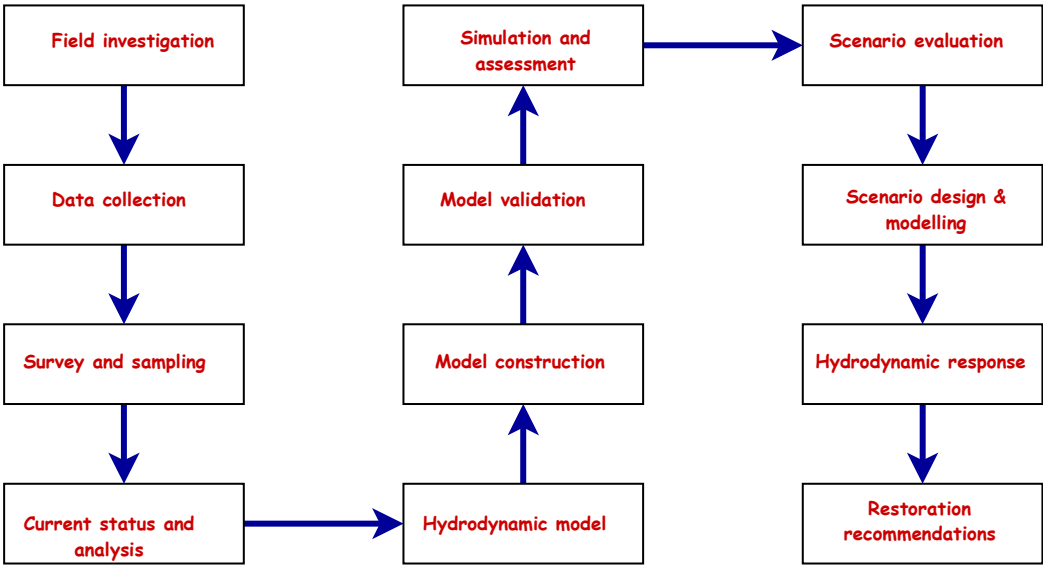 Field investigation
Data collection
Survey and sampling
Current status and
analysis
Hydrodynamic model
Model construction
Model validation
Simulation and
assessment
Scenario evaluation
Scenario design &
modelling
Hydrodynamic response
Restoration
recommendations